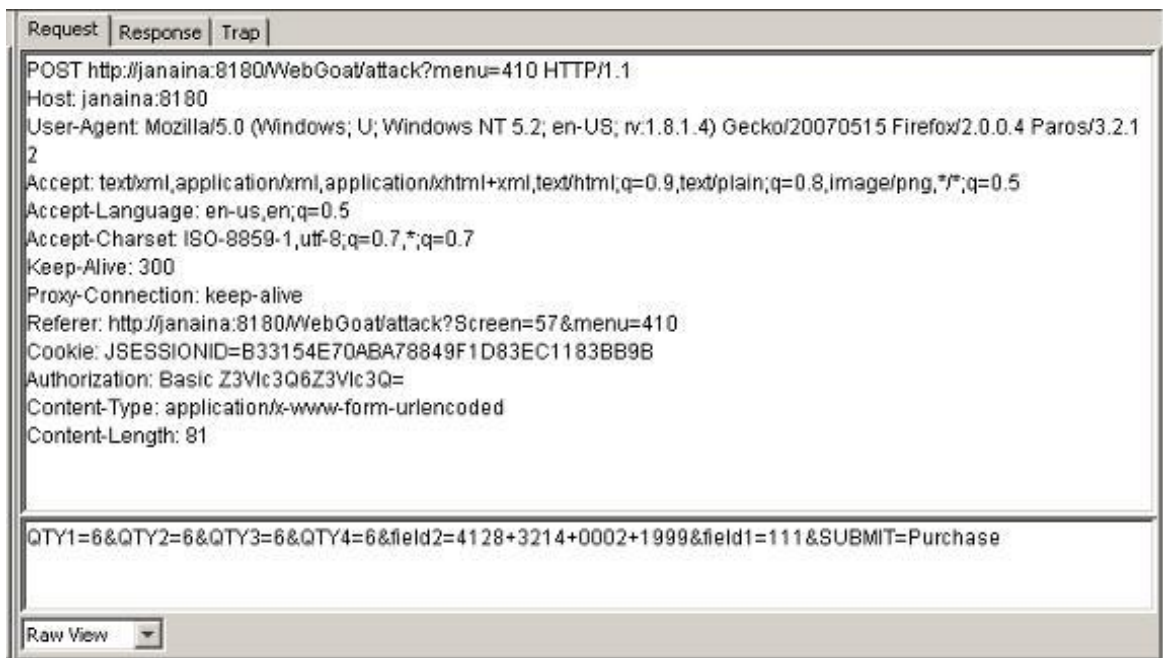 Request Response Trap
POST http://janaina:8180/WebGoat/attack?menu=410 HTTP/1.1
Host: janaina:8180
User-Agent: Mozilla/5.0 (Windows; U; Windows NT 5.2; en-US; rv:1.8.1.4) Gecko/20070515 Firefox/2.0.0.4 Paros/3.2.1
2
Accept: text/xml,application/xml,application/xhtml+xml,text/html;q=0.9,text/plain;q=0.8,image/png,*/*;q=0.5
Accept-Language: en-us,en;q=0.5
Accept-Charset: ISO-8859-1,utf-8;q=0.7,*;q=0.7
Keep-Alive: 300
Proxy-Connection: keep-alive
Referer: http://janaina:8180/WebGoat/attack?Screen=57&menu=410
Cookie: JSESSIONID=B33154E70ABA78849F1D83EC1183BB9B
Authorization: Basic Z3Vlc3Q6Z3Vlc3Q=
Content-Type: application/x-www-form-urlencoded
Content-Length: 81
QTY1=6&QTY2=6&QTY3=6&QTY4=6&field2=4128+3214+0002+1999&field1=111&SUBMIT=Purchase
Raw View